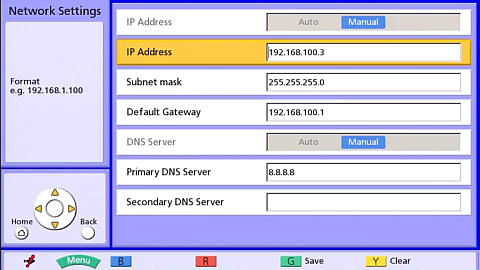 Network Settings
Format
e.g. 192.168.1.100
Home
Back
IP Address Auto Manual
IP Address 192.168.100.3
Subnet mask 255.255.255.0
Default Gateway 192.168.100.1
DNS Server Auto Manual
Primary DNS Server 8.8.8.8
Secondary DNS Server
Menu B R G Save Y Clear